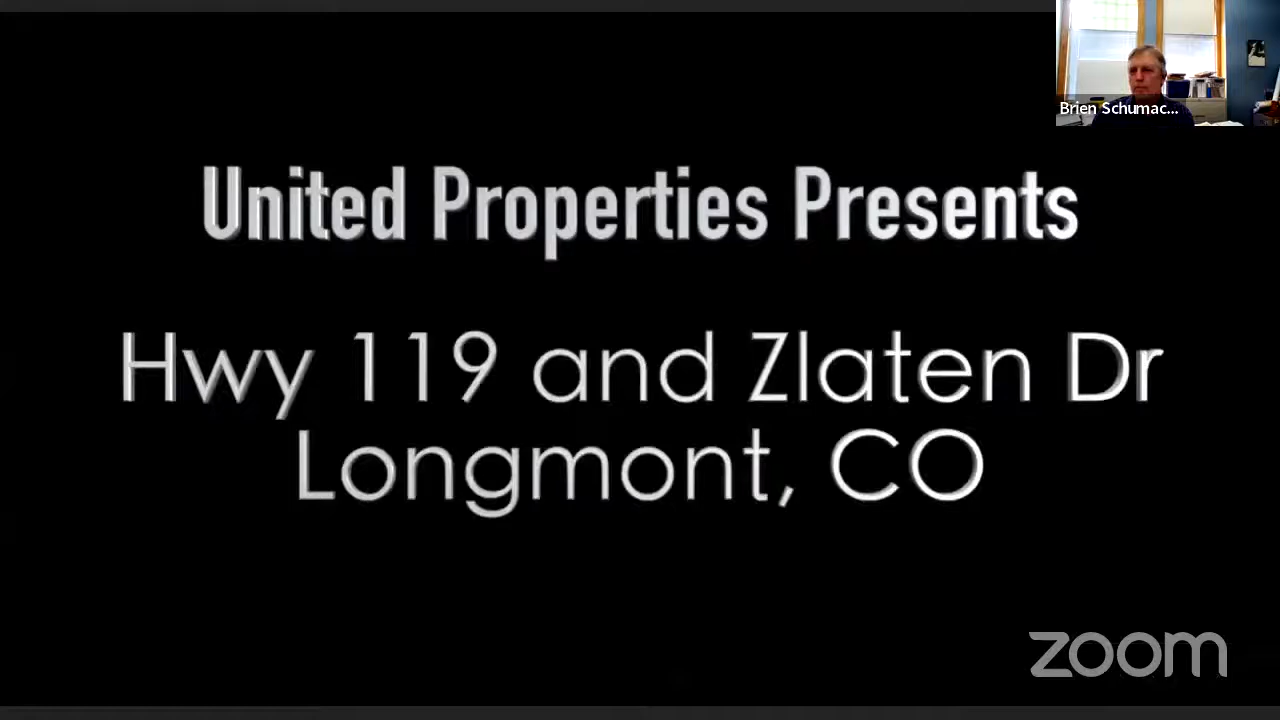 Brien Schumac...
United Properties Presents
Hwy 119 and Zlaten Dr
Longmont, CO
zoom